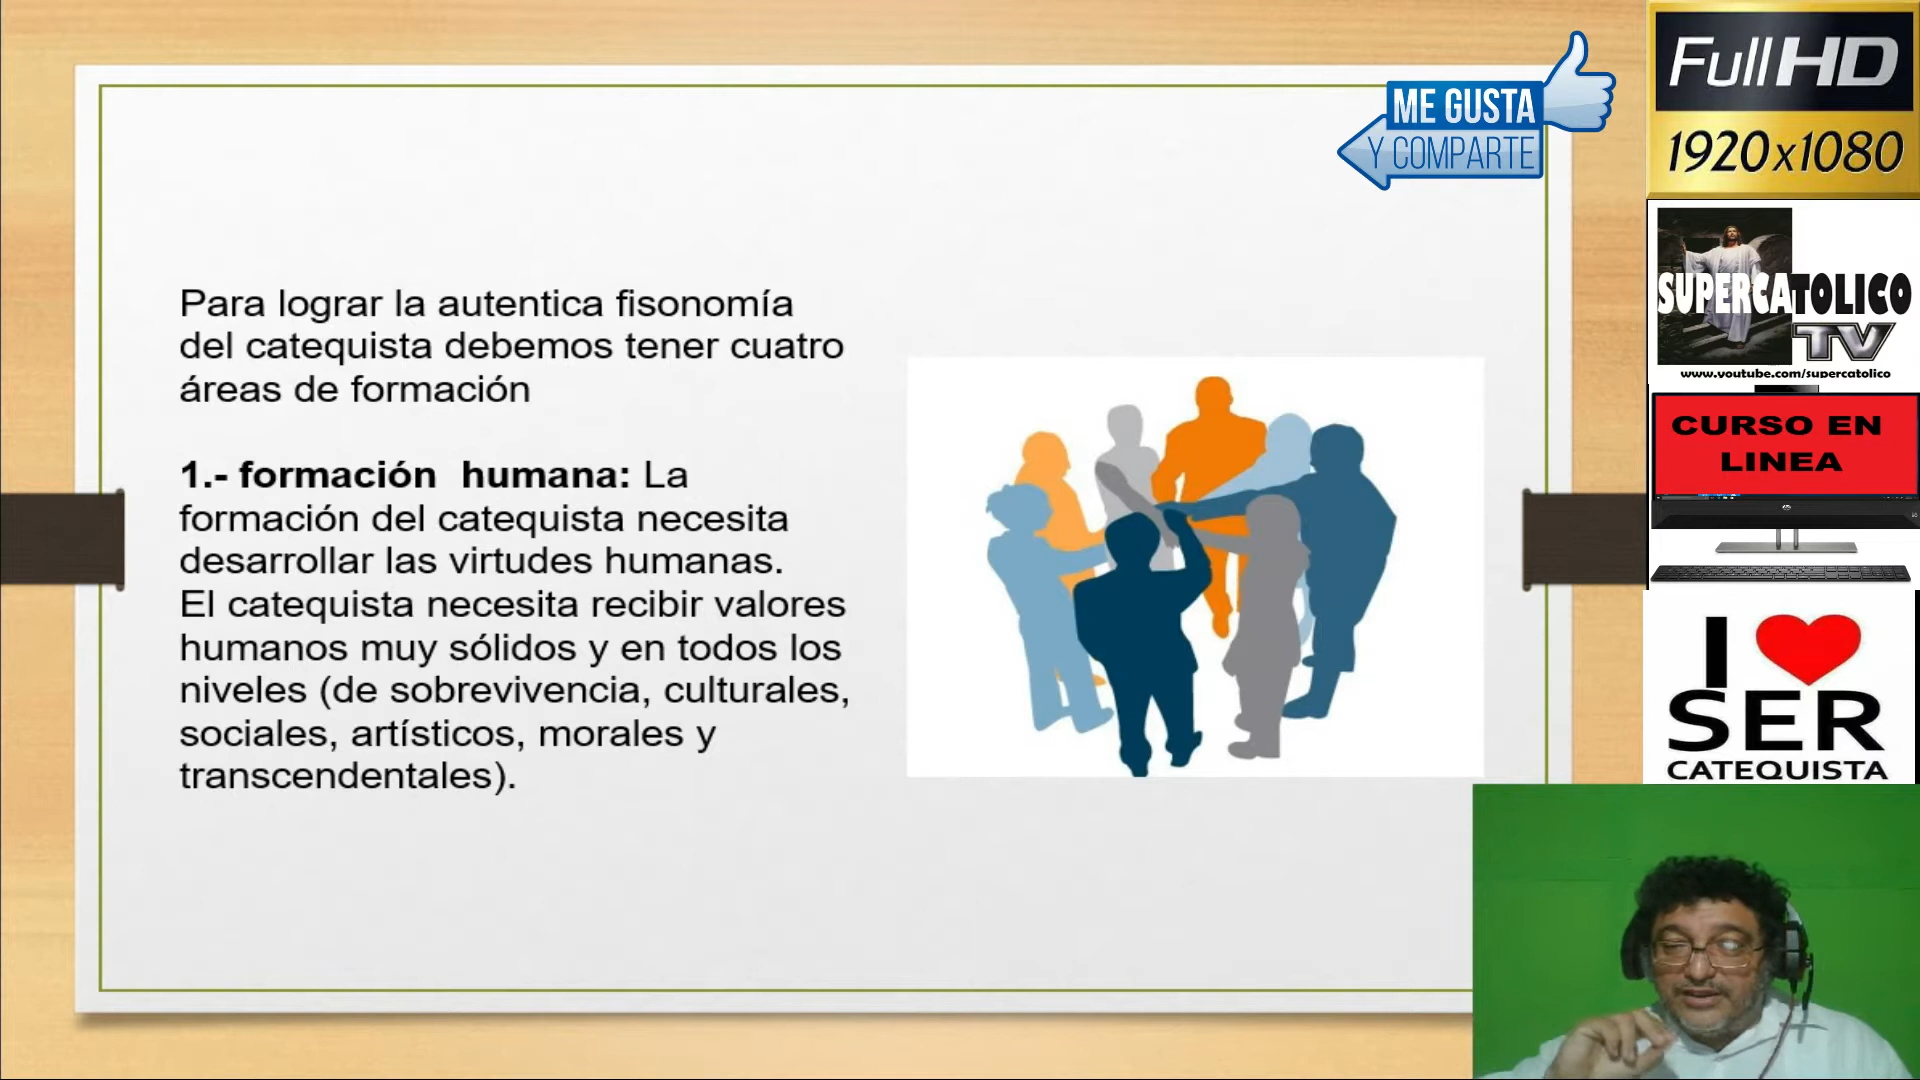 Para lograr la autentica fisonomía
del catequista debemos tener cuatro
áreas de formación
1.- formación  humana: La
formación del catequista necesita
desarrollar las virtudes humanas.
El catequista necesita recibir valores
humanos muy sólidos y en todos los
niveles (de sobrevivencia, culturales,
sociales, artísticos, morales y
transcendentales).
ME GUSTA
Y COMPARTE
Full HD
1920x1080
SUPERCATOLICO
TV
www.youtube.com/supercatolico
CURSO EN
LINEA
hp
I
SER
CATEQUISTA